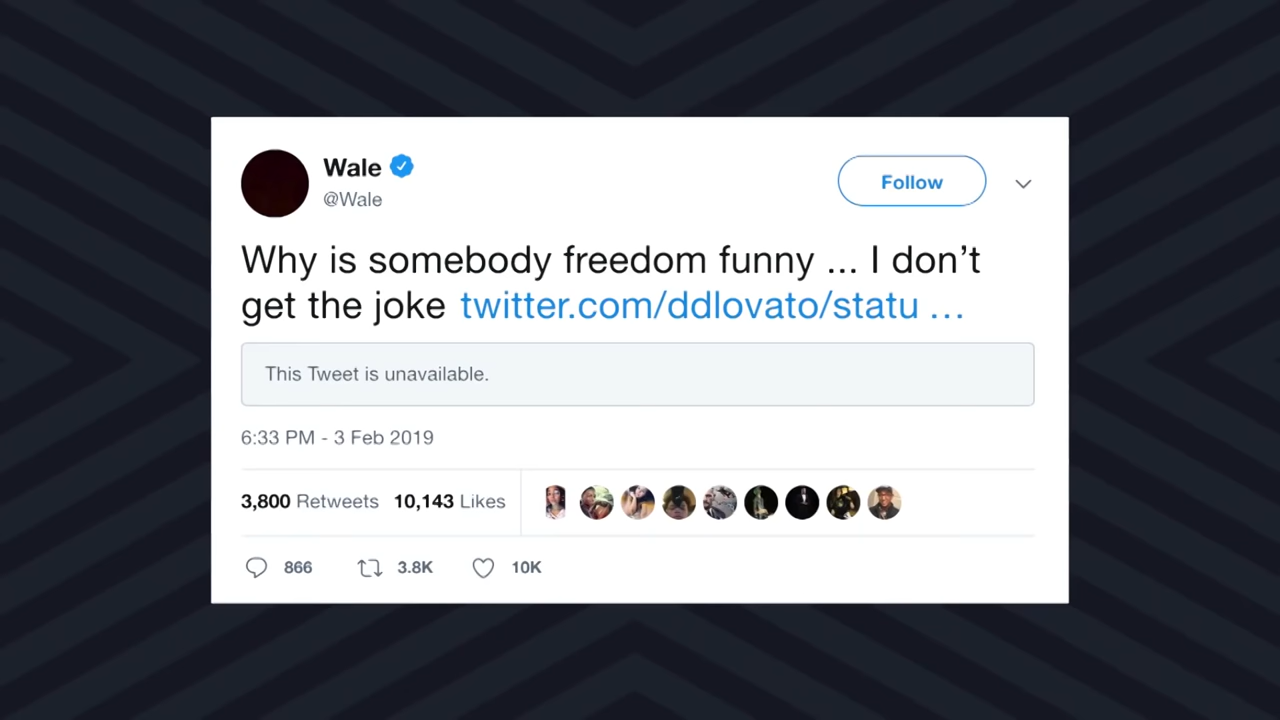 Wale
Follow
@Wale
Why is somebody freedom funny ... I don’t
get the joke twitter.com/ddlovato/statu ...
This Tweet is unavailable.
6:33 PM - 3 Feb 2019
3,800 Retweets 10,143 Likes
866 3.8K 10K